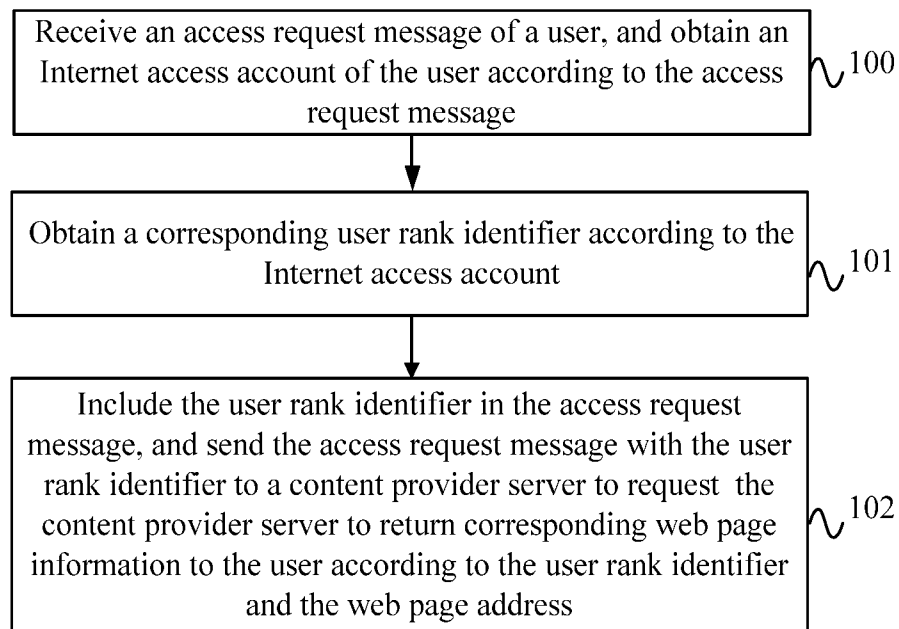 Receive an access request message of a user, and obtain an
Internet access account of the user according to the access
request message
100
Obtain a corresponding user rank identifier according to the
Internet access account
101
Include the user rank identifier in the access request
message, and send the access request message with the user
rank identifier to a content provider server to request the
content provider server to return corresponding web page
information to the user according to the user rank identifier
and the web page address
102